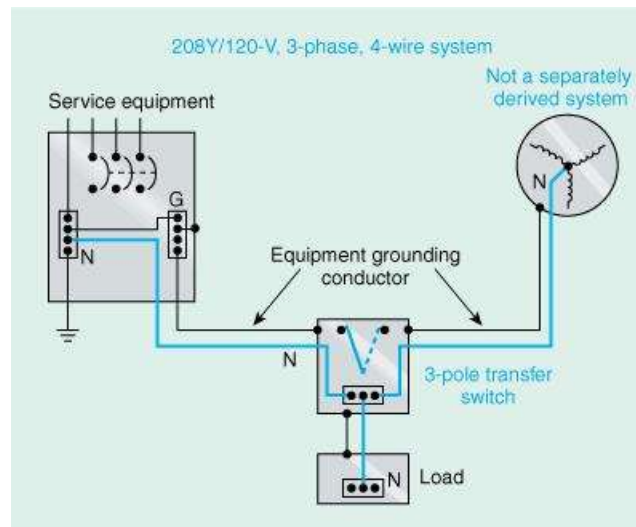 208Y/120-V, 3-phase, 4-wire system
Not a separately
derived system
Service equipment
G
N
N
Equipment grounding
conductor
N
3-pole transfer
switch
N
Load